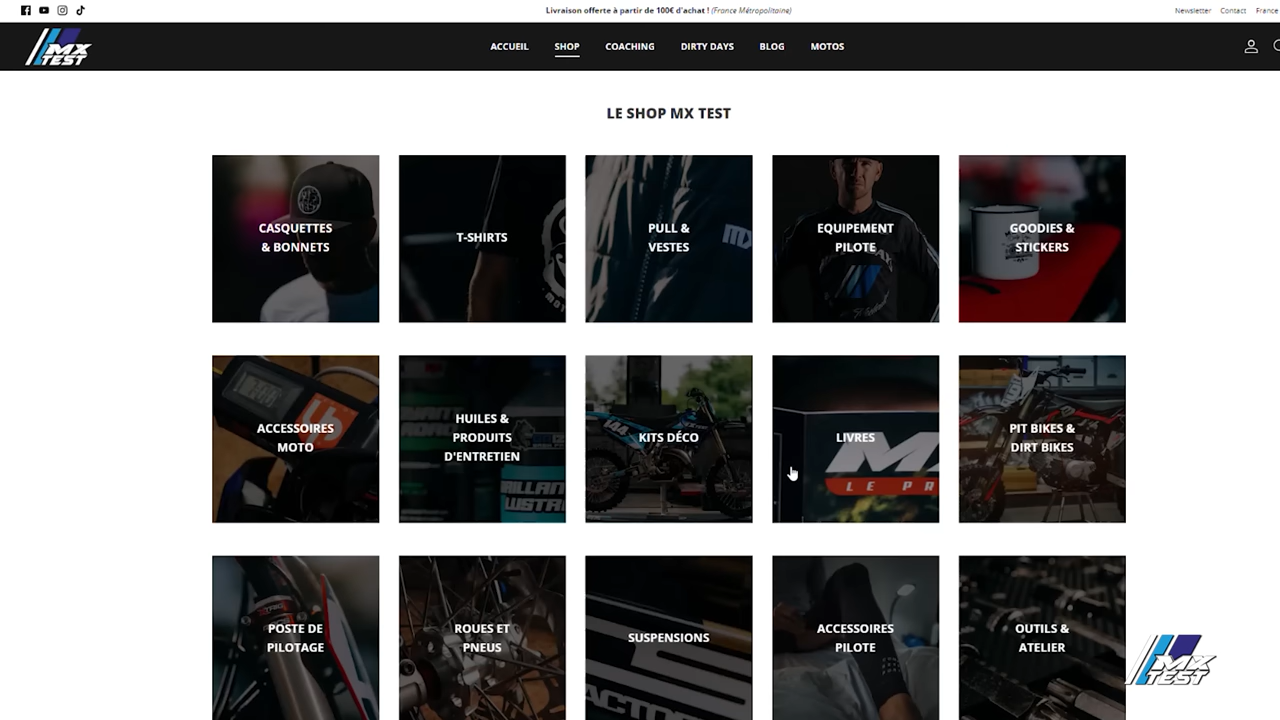 Livraison offerte à partir de 100€ d'achat ! (France Métropolitaine)
Newsletter Contact France
MX TEST
ACCUEIL SHOP COACHING DIRTY DAYS BLOG MOTOS
LE SHOP MX TEST
CASQUETTES
& BONNETS
T-SHIRTS
PULL &
VESTES
EQUIPEMENT
PILOTE
GOODIES &
STICKERS
ACCESSOIRES
MOTO
HUILES &
PRODUITS
D'ENTRETIEN
KITS DÉCO
144
LIVRES
LE PR
PIT BIKES &
DIRT BIKES
POSTE DE
PILOTAGE
ROUES ET
PNEUS
SUSPENSIONS
ACCESSOIRES
PILOTE
OUTILS &
ATELIER
MX TEST